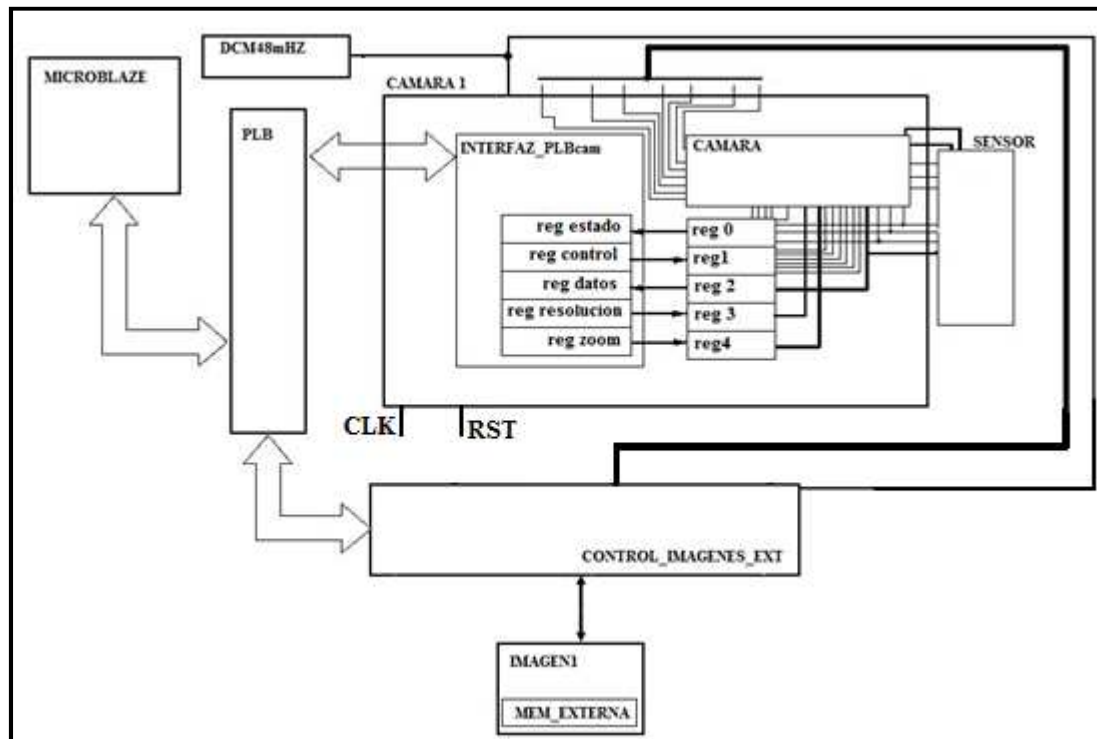 DCM48mHZ
MICROBLAZE
CAMARA 1
PLB
INTERFAZ_PLBcam
CAMARA
SENSOR
reg estado
reg 0
reg control
reg1
reg datos
reg 2
reg resolucion
reg 3
reg zoom
reg4
CLK
RST
CONTROL_IMAGENES_EXT
IMAGEN1
MEM_EXTERNA